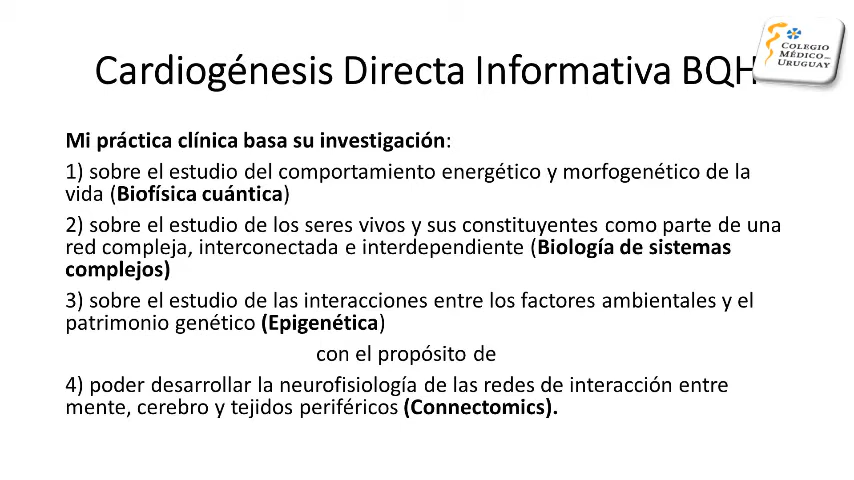 Cardiogénesis Directa Informativa BQH
COLEGIO
MÉDICO DEL
URUGUAY
Mi práctica clínica basa su investigación:
1) sobre el estudio del comportamiento energético y morfogenético de la
vida (Biofísica cuántica)
2) sobre el estudio de los seres vivos y sus constituyentes como parte de una
red compleja, interconectada e interdependiente (Biología de sistemas
complejos)
3) sobre el estudio de las interacciones entre los factores ambientales y el
patrimonio genético (Epigenética)
con el propósito de
4) poder desarrollar la neurofisiología de las redes de interacción entre
mente, cerebro y tejidos periféricos (Connectomics).